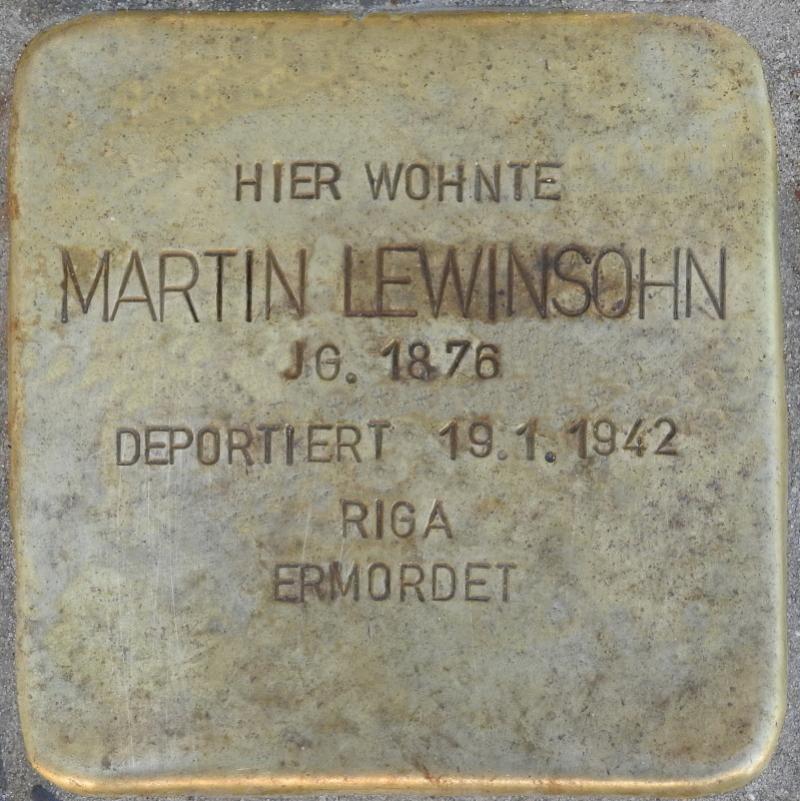 HIER WOHNTE
MARTIN LEWINSOHN
JG. 1876
DEPORTIERT 19.1.1942
RIGA
ERMORDET